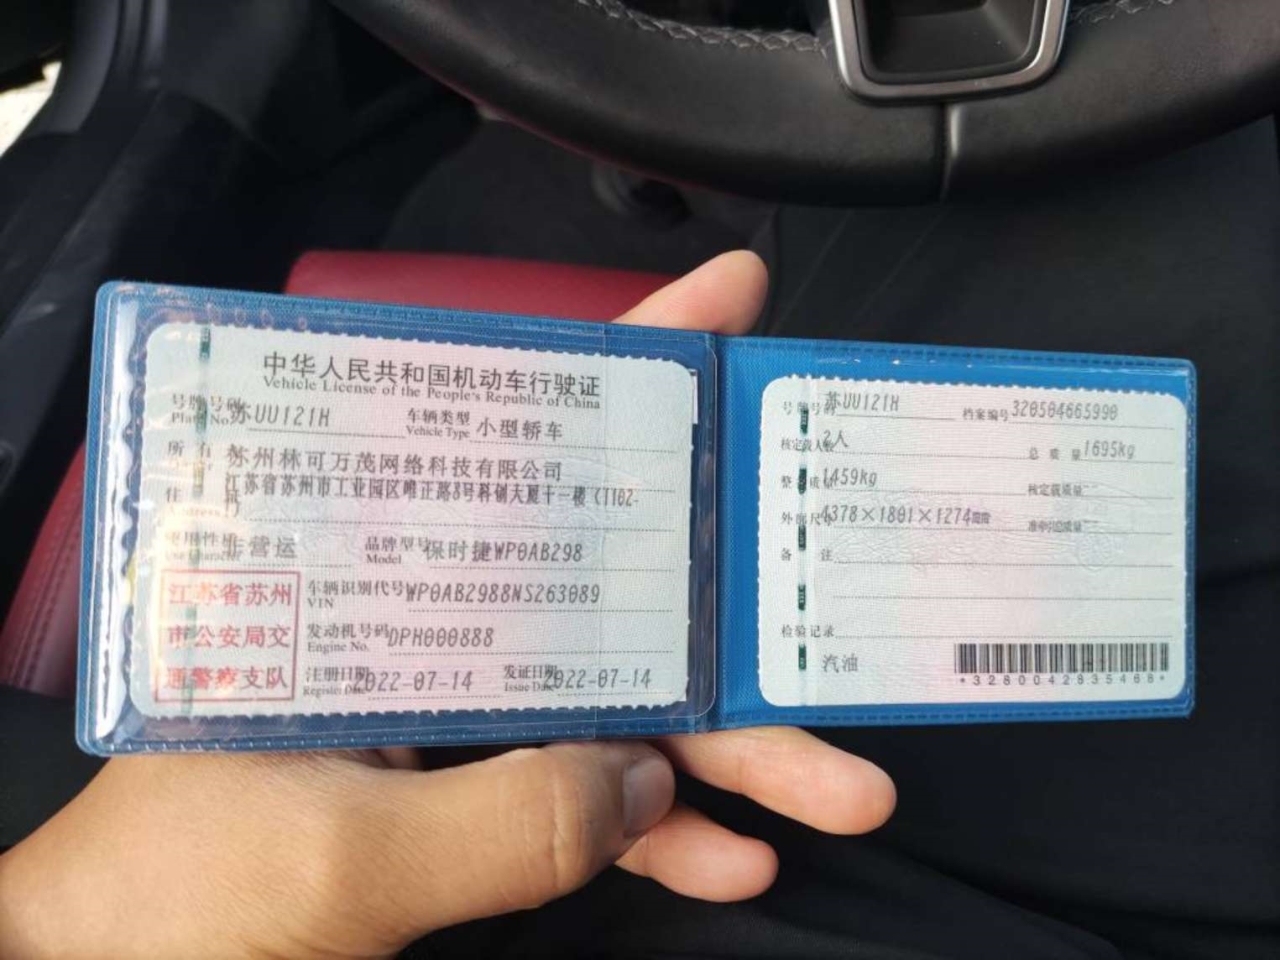 中华人民共和国机动车行驶证
Vehicle License of the People's Republic of China
号牌号码 苏UU121H 车辆类型 小型轿车
Plate No. Vehicle Type
所有 苏州林可万茂网络科技有限公司
住 江苏省苏州市工业园区唯正路8号科创大厦十一楼(1102-
Address
使用性质 非营运 品牌型号 保时捷WP0AB298
Use Character Model
江苏省苏州
市公安局交
通警察支队
车辆识别代号 WP0AB2988NS263089
VIN
发动机号码 DPH000888
Engine No.
注册日期 2022-07-14 发证日期 2022-07-14
Register Date Issue Date
号牌号码 苏UU121H 档案编号 320504665990
核定载人数 2人 总质量 1695kg
整备质量 1459kg 核定载质量 --
外廓尺寸 4378×1801×1274mm 准牵引总质量 --
备注
检验记录
汽油
*3280042835468*